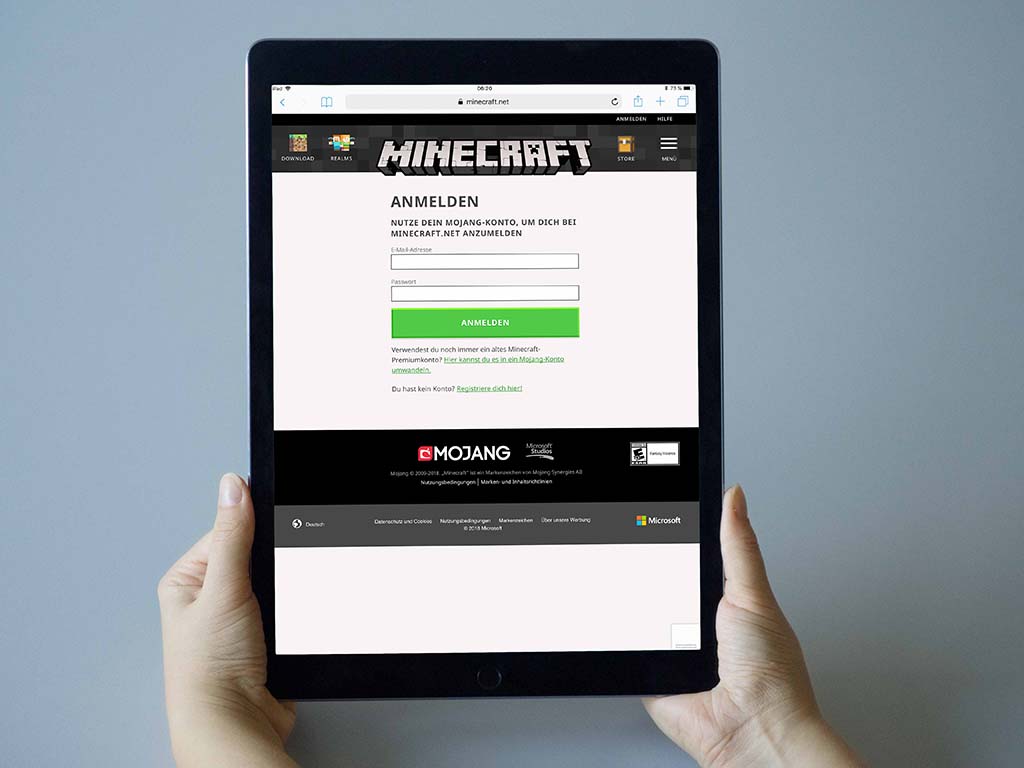 iPad 06:20 75 %
minecraft.net
ANMELDEN HILFE
DOWNLOAD REALMS MINECRAFT STORE MENÜ
ANMELDEN
NUTZE DEIN MOJANG-KONTO, UM DICH BEI
MINECRAFT.NET ANZUMELDEN
E-Mail-Adresse
Passwort
ANMELDEN
Verwendest du noch immer ein altes Minecraft-
Premiumkonto? Hier kannst du es in ein Mojang-Konto
umwandeln.
Du hast kein Konto? Registriere dich hier!
MOJANG Microsoft
Studios
Fantasy Violence
Mojang © 2009-2018. „Minecraft" ist ein Markenzeichen von Mojang Synergies AB
Nutzungsbedingungen | Marken- und Inhaltsrichtlinien
Deutsch Datenschutz und Cookies Nutzungsbedingungen Markenzeichen Über unsere Werbung Microsoft
© 2018 Microsoft